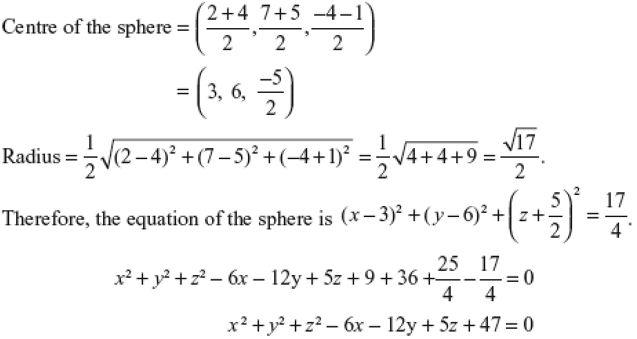 Centre of the sphere = ( (2 + 4)/2 , (7 + 5)/2 , (−4 − 1)/2 )
= ( 3, 6, −5/2 )
Radius = 1/2 √((2 − 4)² + (7 − 5)² + (−4 + 1)²) = 1/2 √(4 + 4 + 9) = √17/2.
Therefore, the equation of the sphere is (x − 3)² + (y − 6)² + (z + 5/2)² = 17/4.
x² + y² + z² – 6x – 12y + 5z + 9 + 36 + 25/4 − 17/4 = 0
x² + y² + z² – 6x – 12y + 5z + 47 = 0